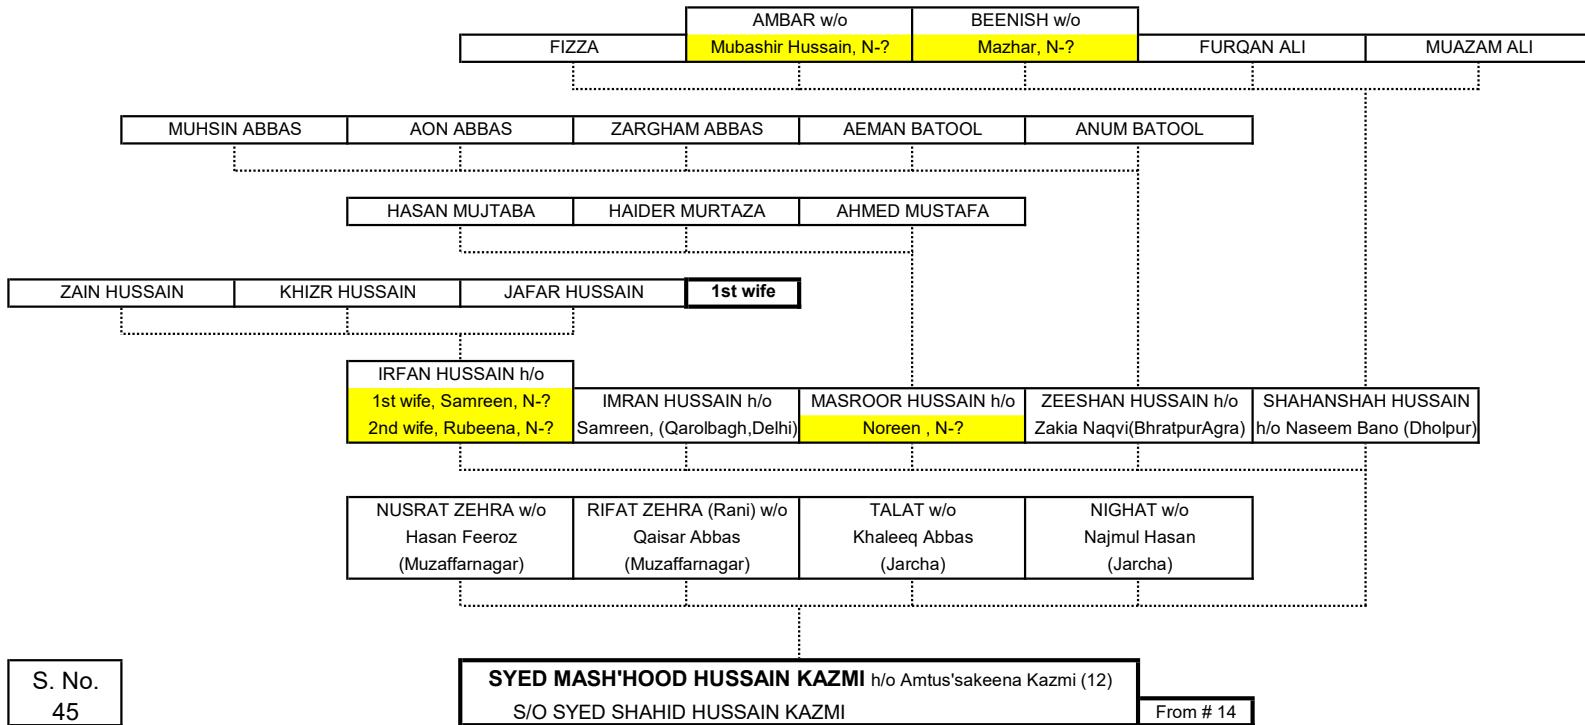 AMBAR w/o
BEENISH w/o
FIZZA
Mubashir Hussain, N-?
Mazhar, N-?
FURQAN ALI
MUAZAM ALI
MUHSIN ABBAS
AON ABBAS
ZARGHAM ABBAS
AEMAN BATOOL
ANUM BATOOL
HASAN MUJTABA
HAIDER MURTAZA
AHMED MUSTAFA
ZAIN HUSSAIN
KHIZR HUSSAIN
JAFAR HUSSAIN
1st wife
IRFAN HUSSAIN h/o
1st wife, Samreen, N-?
2nd wife, Rubeena, N-?
IMRAN HUSSAIN h/o
Samreen, (Qarolbagh,Delhi)
MASROOR HUSSAIN h/o
Noreen , N-?
ZEESHAN HUSSAIN h/o
Zakia Naqvi(BhratpurAgra)
SHAHANSHAH HUSSAIN
h/o Naseem Bano (Dholpur)
NUSRAT ZEHRA w/o
Hasan Feeroz
(Muzaffarnagar)
RIFAT ZEHRA (Rani) w/o
Qaisar Abbas
(Muzaffarnagar)
TALAT w/o
Khaleeq Abbas
(Jarcha)
NIGHAT w/o
Najmul Hasan
(Jarcha)
S. No.
45
SYED MASH'HOOD HUSSAIN KAZMI h/o Amtus'sakeena Kazmi (12)
S/O SYED SHAHID HUSSAIN KAZMI
From # 14